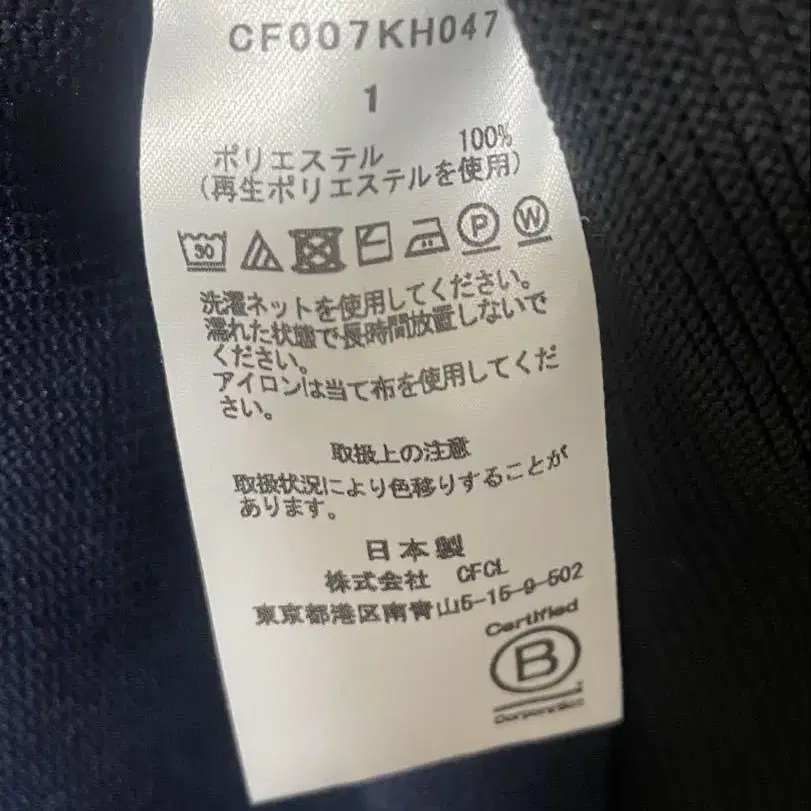 CF007KH047
1
ポリエステル 100%
(再生ポリエステルを使用)
30 P W
洗濯ネットを使用してください。
濡れた状態で長時間放置しないで
ください。
アイロンは当て布を使用してくだ
さい。
取扱上の注意
取扱状況により色移りすることが
あります。
日本製
株式会社 CFCL
東京都港区南青山5-15-9-502
Certified
B
Corporation